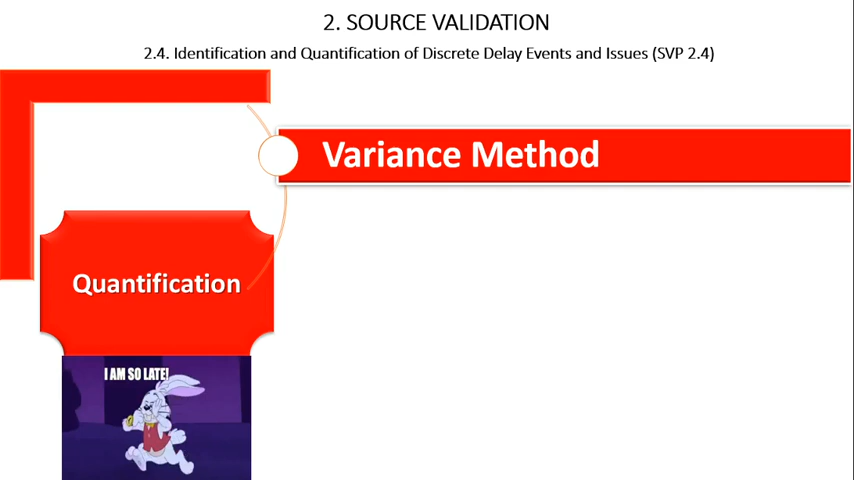 2. SOURCE VALIDATION
2.4. Identification and Quantification of Discrete Delay Events and Issues (SVP 2.4)
Variance Method
Quantification
I AM SO LATE!